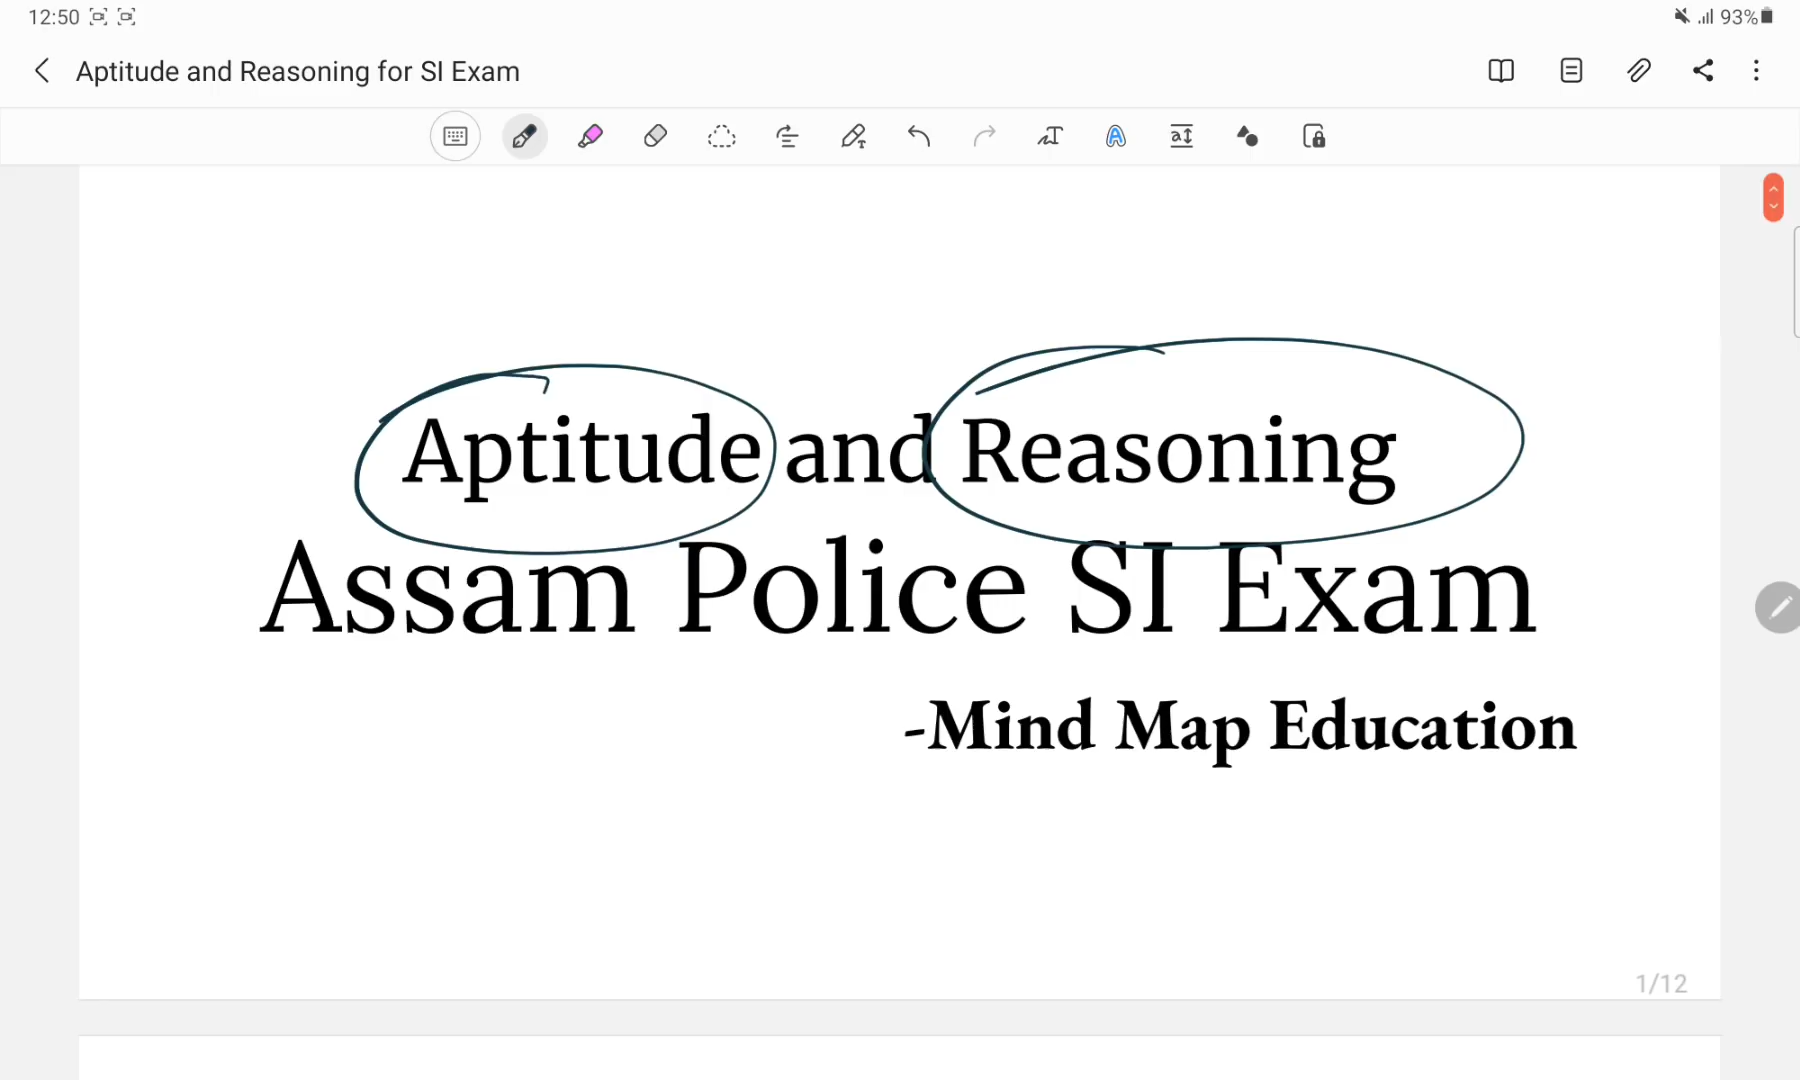 12:50 93%
Aptitude and Reasoning for SI Exam
Aptitude and Reasoning
Assam Police SI Exam
-Mind Map Education
1/12